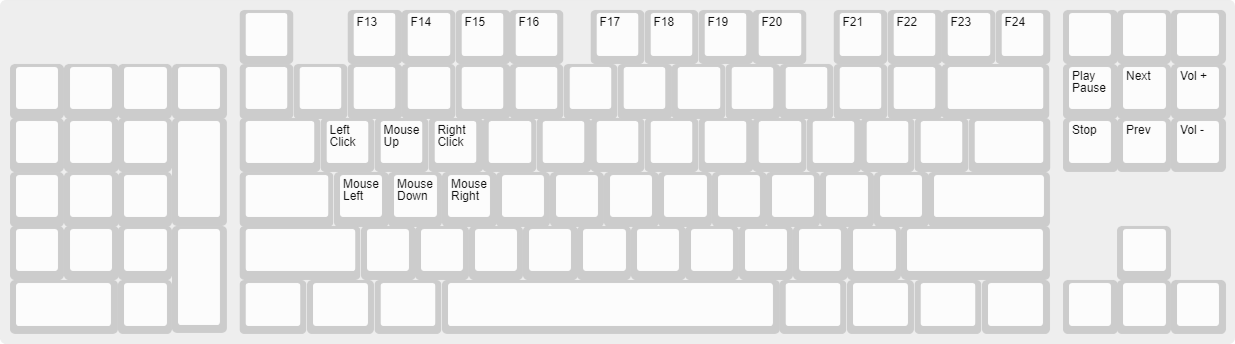 F13 F14 F15 F16 F17 F18 F19 F20 F21 F22 F23 F24
Play Next Vol +
Pause
Left Mouse Right Stop Prev Vol -
Click Up Click
Mouse Mouse Mouse
Left Down Right